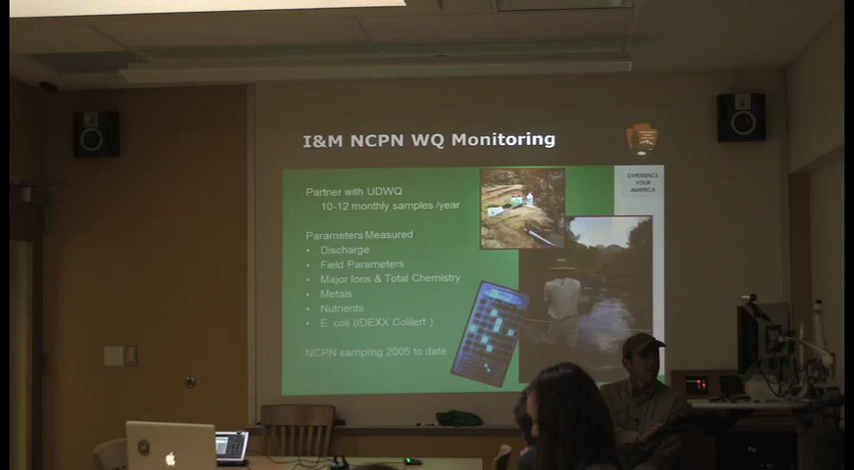 I&M NCPN WQ Monitoring
EXPERIENCE
YOUR
AMERICA
Partner with UDWQ
10-12 monthly samples /year
Parameters Measured
• Discharge
• Field Parameters
• Major Ions & Total Chemistry
• Metals
• Nutrients
• E. coli (IDEXX Colilert )
NCPN sampling 2005 to date